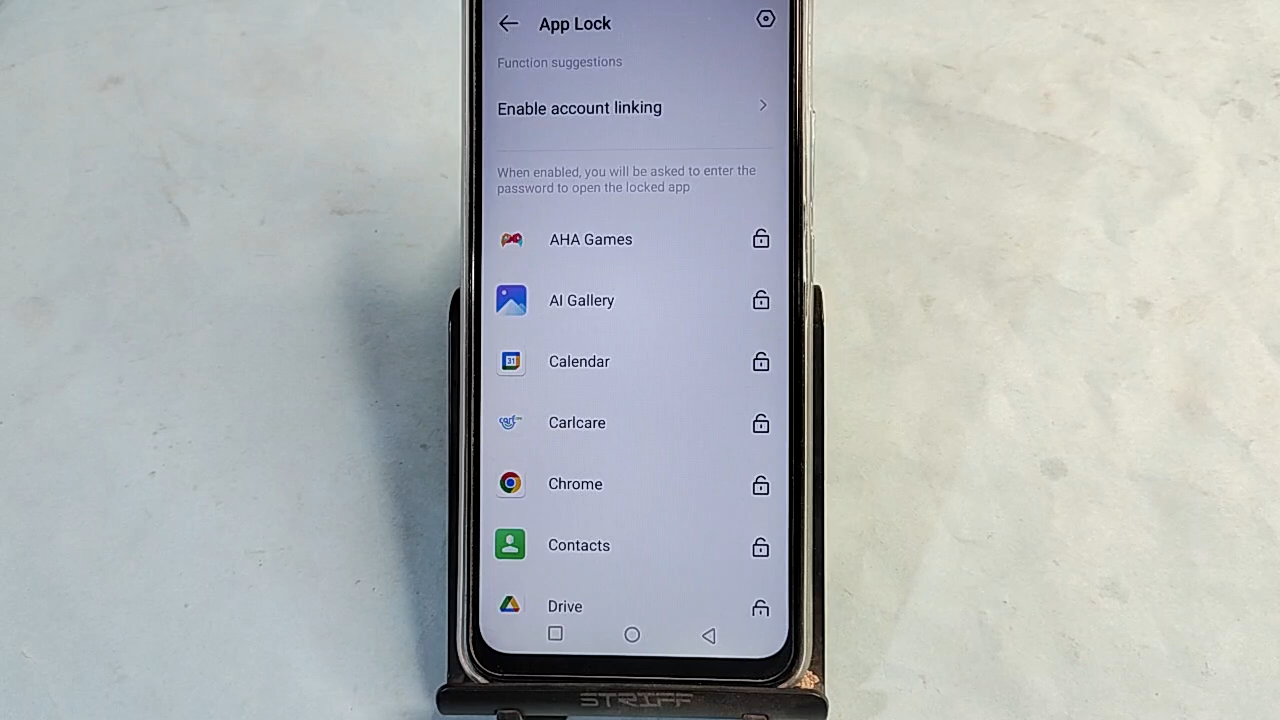 App Lock
Function suggestions
Enable account linking
When enabled, you will be asked to enter the
password to open the locked app
AHA Games
AI Gallery
31
Calendar
Carlcare
Chrome
Contacts
Drive
STRIFF